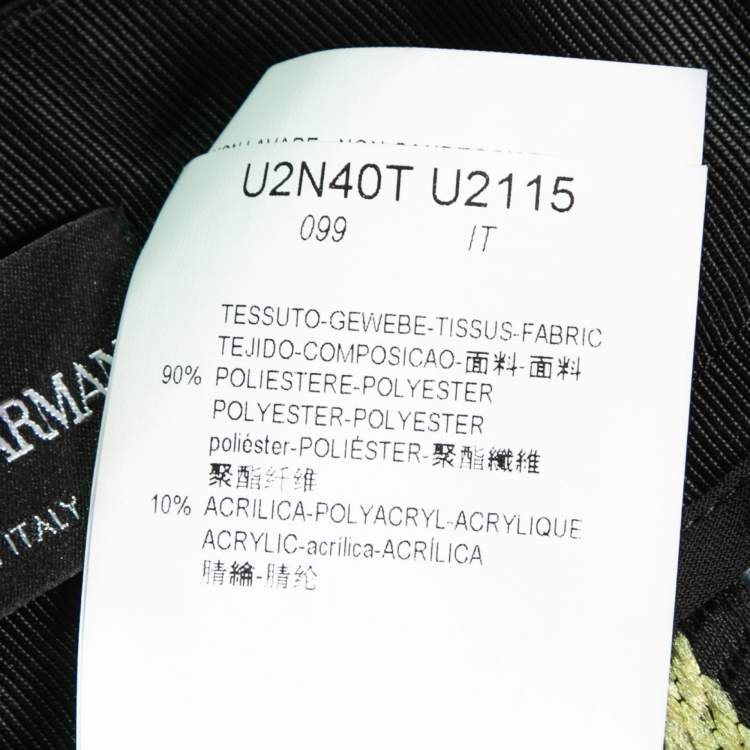 U2N40T U2115
099 IT
TESSUTO-GEWEBE-TISSUS-FABRIC
TEJIDO-COMPOSICAO-面料-面料
90% POLIESTERE-POLYESTER
POLYESTER-POLYESTER
poliéster-POLIÉSTER-聚酯纖維
聚酯纤维
10% ACRILICA-POLYACRYL-ACRYLIQUE
ACRYLIC-acrílica-ACRÍLICA
腈綸-腈纶
ARMAN
ITALY